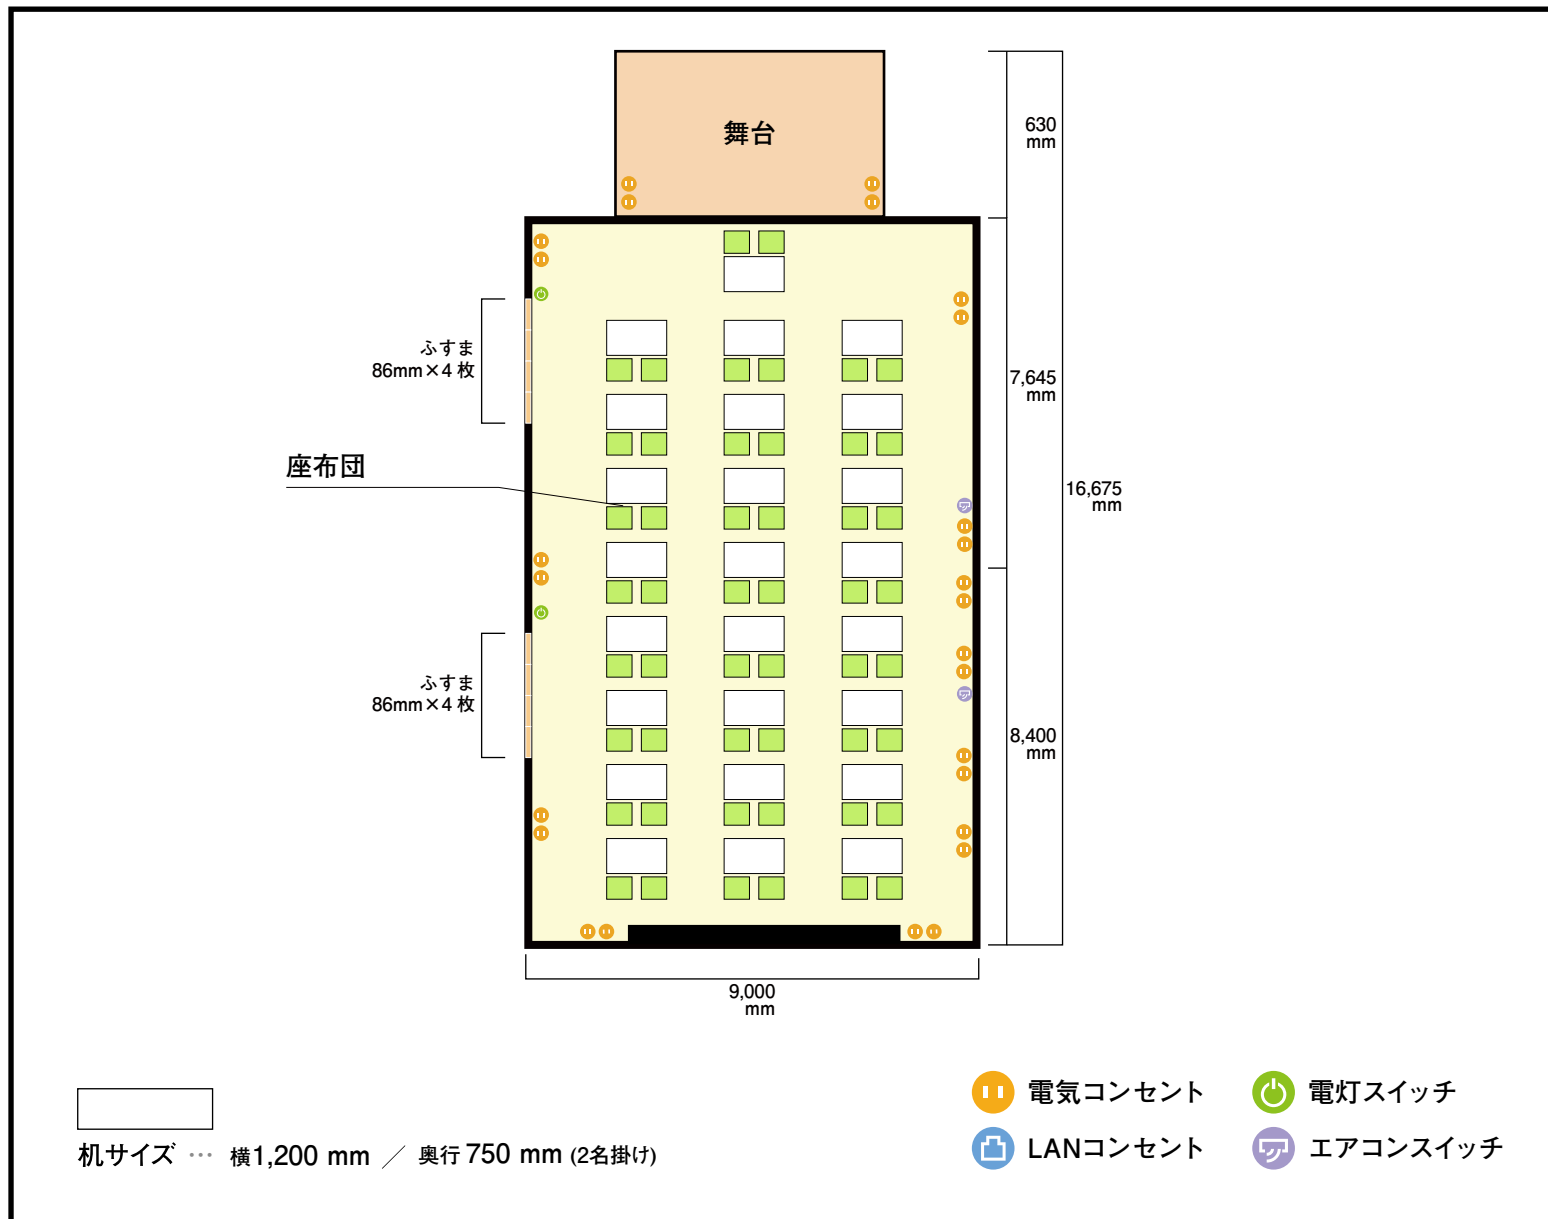 舞台
630
mm
ふすま
86mm×4 枚
7,645
mm
座布団
16,675
mm
ふすま
86mm×4 枚
8,400
mm
9,000
mm
机サイズ … 横1,200 mm ／ 奥行 750 mm (2名掛け)
電気コンセント
電灯スイッチ
LANコンセント
エアコンスイッチ